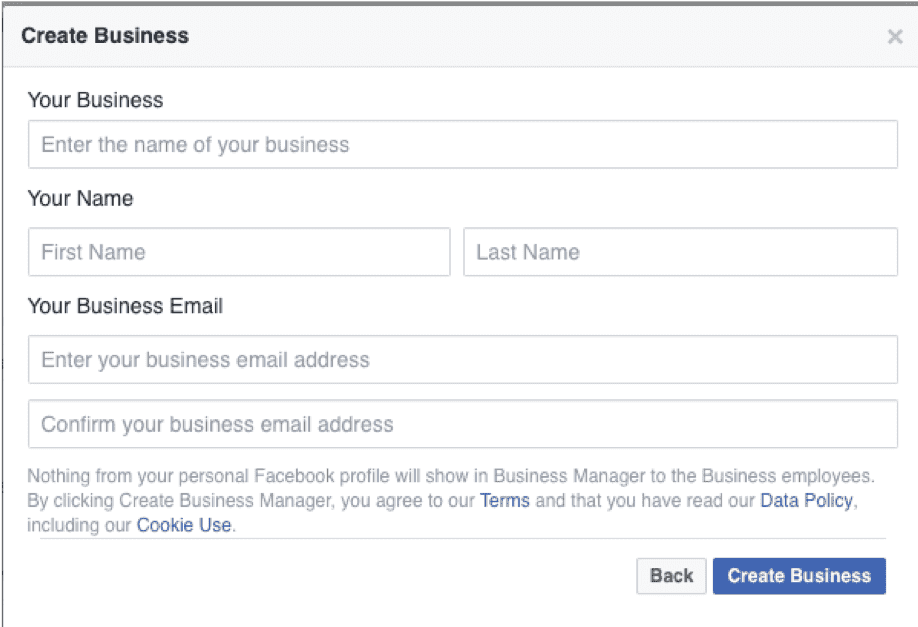 Create Business
Your Business
Enter the name of your business
Your Name
First Name Last Name
Your Business Email
Enter your business email address
Confirm your business email address
Nothing from your personal Facebook profile will show in Business Manager to the Business employees.
By clicking Create Business Manager, you agree to our Terms and that you have read our Data Policy,
including our Cookie Use.
Back Create Business